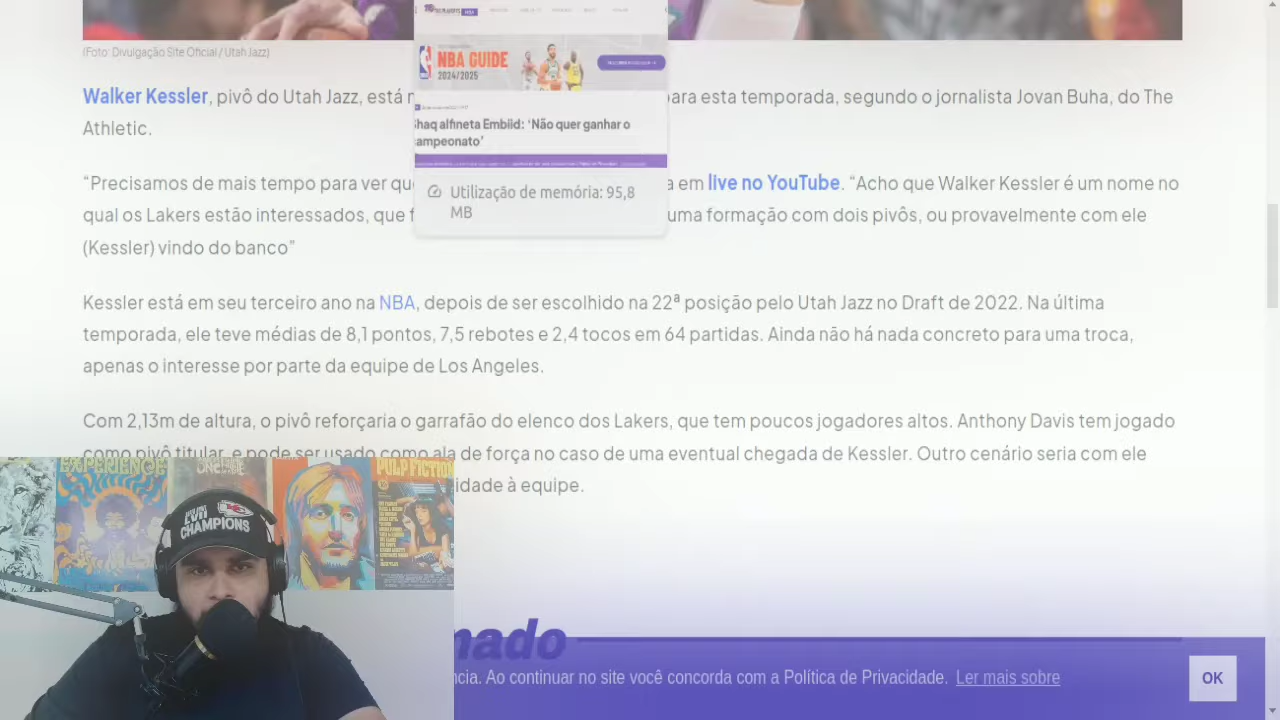 NBA GUIDE
2024/2025
Shaq alfineta Embiid: ‘Não quer ganhar o
campeonato’
Utilização de memória: 95,8
MB
(Foto: Divulgação Site Oficial / Utah Jazz)
Walker Kessler, pivô do Utah Jazz, está ara esta temporada, segundo o jornalista Jovan Buha, do The
Athletic.
“Precisamos de mais tempo para ver que a em live no YouTube. “Acho que Walker Kessler é um nome no
qual os Lakers estão interessados, que f uma formação com dois pivôs, ou provavelmente com ele
(Kessler) vindo do banco”
Kessler está em seu terceiro ano na NBA, depois de ser escolhido na 22ª posição pelo Utah Jazz no Draft de 2022. Na última
temporada, ele teve médias de 8,1 pontos, 7,5 rebotes e 2,4 tocos em 64 partidas. Ainda não há nada concreto para uma troca,
apenas o interesse por parte da equipe de Los Angeles.
Com 2,13m de altura, o pivô reforçaria o garrafão do elenco dos Lakers, que tem poucos jogadores altos. Anthony Davis tem jogado
como pivô titular, e pode ser usado como ala de força no caso de uma eventual chegada de Kessler. Outro cenário seria com ele
idade à equipe.
EXPERIENCE
PULP FICTION
LVII
CHAMPIONS
nado
ncia. Ao continuar no site você concorda com a Política de Privacidade. Ler mais sobre
OK